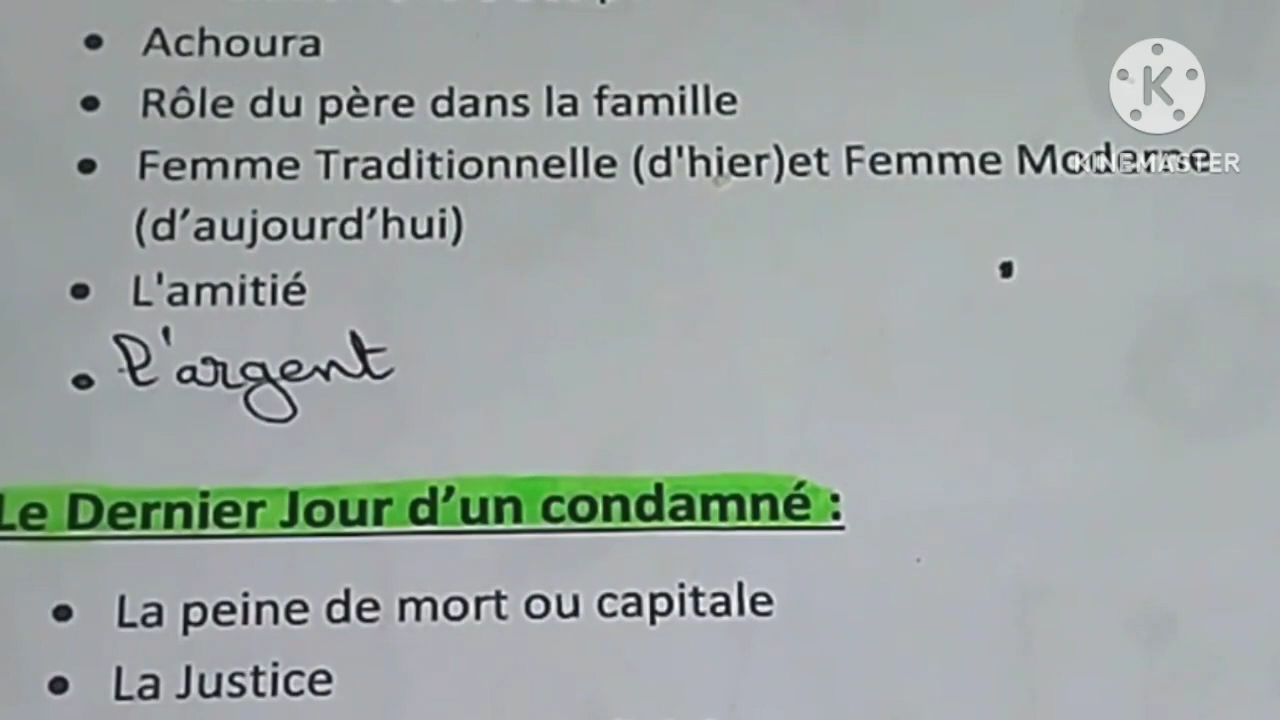 • Achoura
• Rôle du père dans la famille
• Femme Traditionnelle (d'hier)et Femme Moderne
(d’aujourd’hui)
• L'amitié
• l'argent
Le Dernier Jour d’un condamné :
• La peine de mort ou capitale
• La Justice
K
KINEMASTER